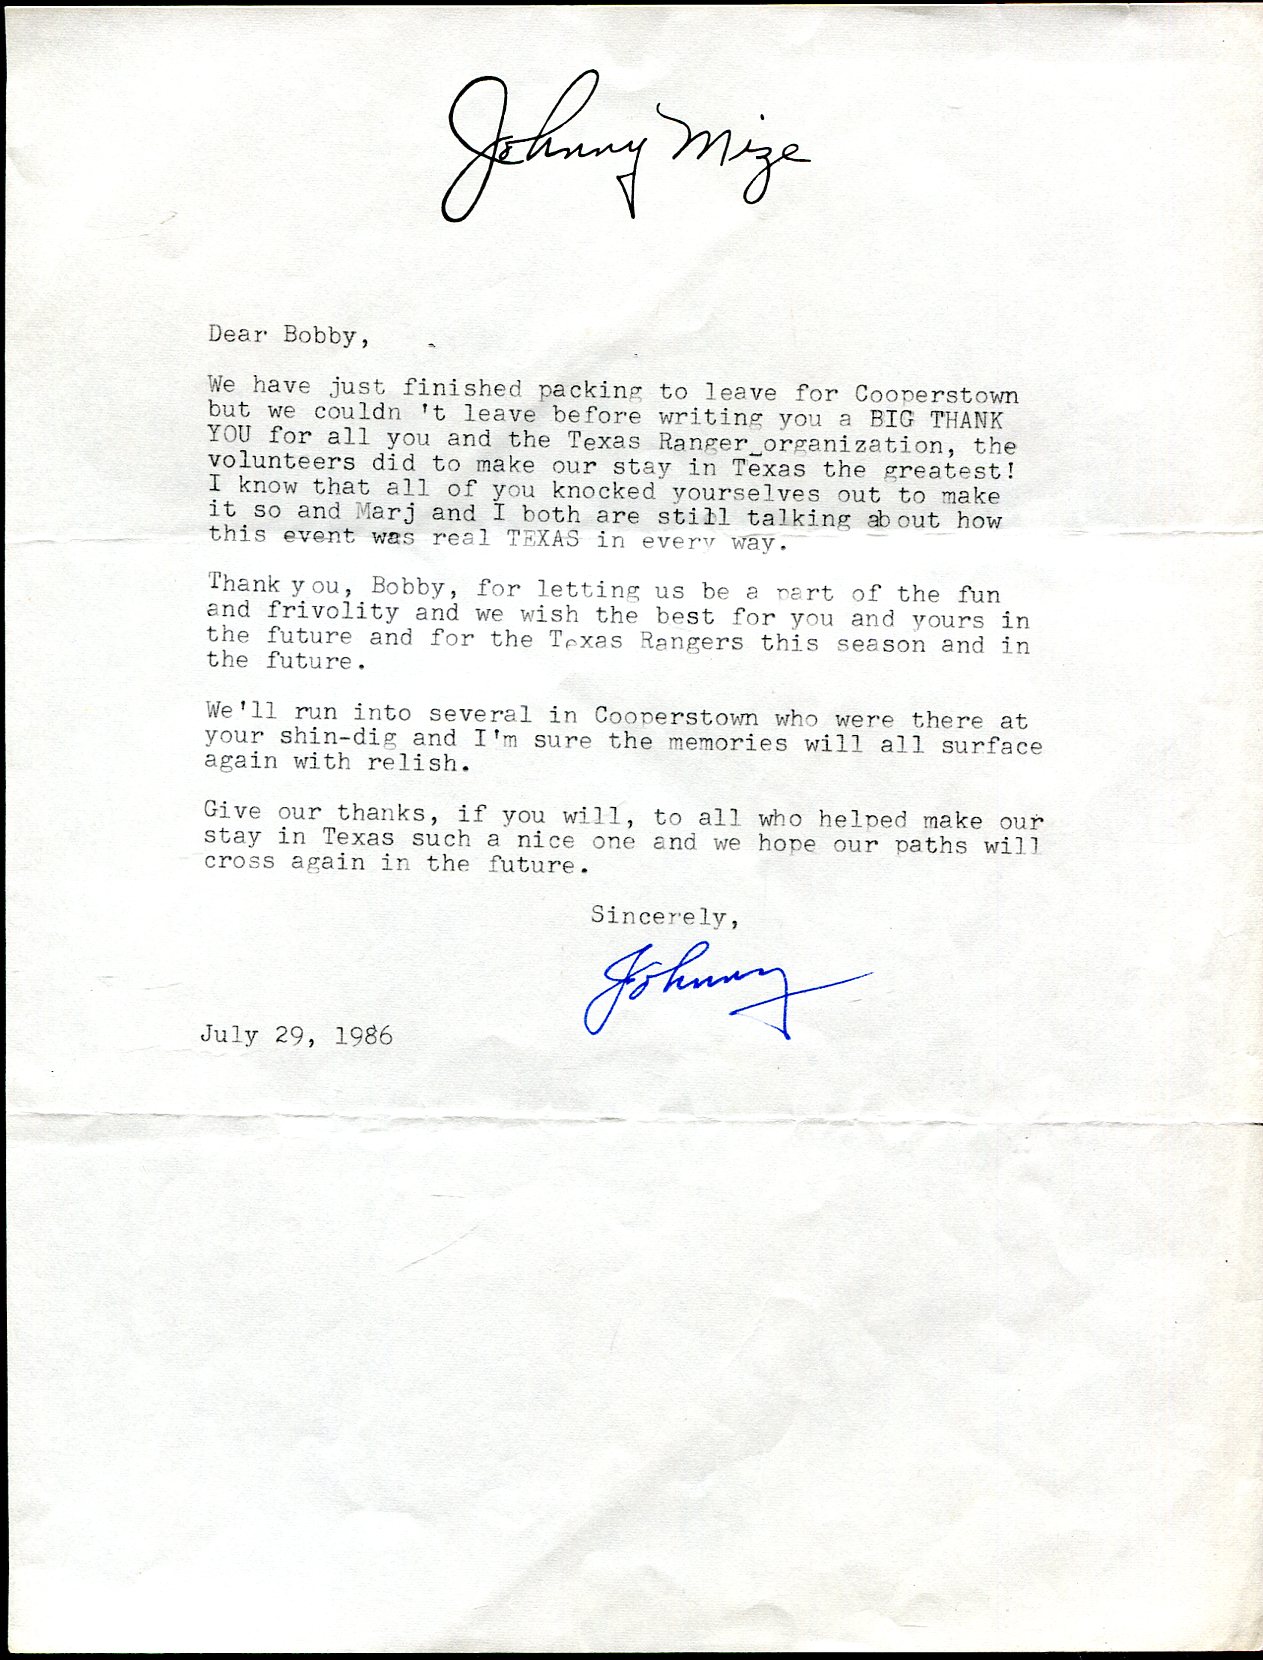 Johnny Mize
Dear Bobby,
We have just finished packing to leave for Cooperstown
but we couldn 't leave before writing you a BIG THANK
YOU for all you and the Texas Ranger_organization, the
volunteers did to make our stay in Texas the greatest!
I know that all of you knocked yourselves out to make
it so and Marj and I both are still talking about how
this event was real TEXAS in every way.
Thank you, Bobby, for letting us be a part of the fun
and frivolity and we wish the best for you and yours in
the future and for the Texas Rangers this season and in
the future.
We'll run into several in Cooperstown who were there at
your shin-dig and I'm sure the memories will all surface
again with relish.
Give our thanks, if you will, to all who helped make our
stay in Texas such a nice one and we hope our paths will
cross again in the future.
Sincerely,
Johnny
July 29, 1986